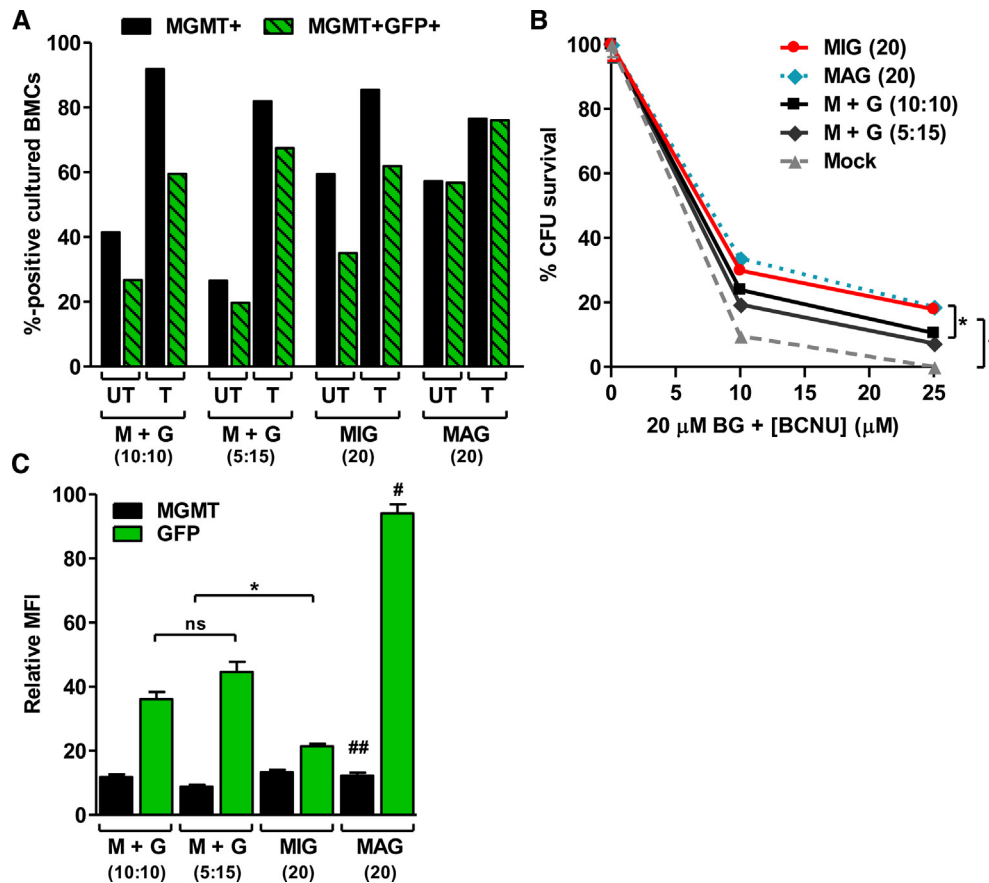 A
MGMT+ MGMT+GFP+
%-positive cultured BMCs
100
80
60
40
20
0
UT T UT T UT T UT T
M + G M + G MIG MAG
(10:10) (5:15) (20) (20)
B
% CFU survival
100
80
60
40
20
0
MIG (20)
MAG (20)
M + G (10:10)
M + G (5:15)
Mock
*
0 5 10 15 20 25
20 µM BG + [BCNU] (µM)
C
Relative MFI
100
80
60
40
20
0
MGMT
GFP
#
*
ns
##
M + G M + G MIG MAG
(10:10) (5:15) (20) (20)